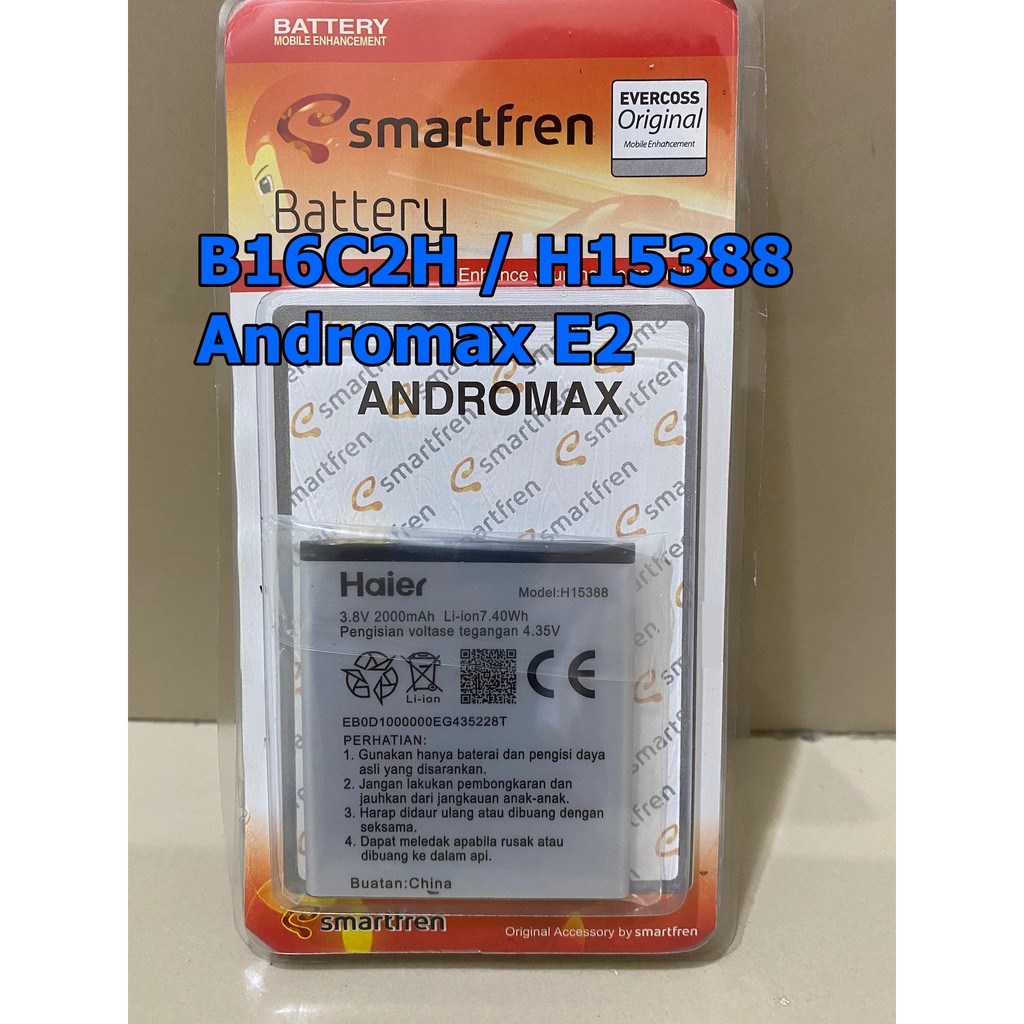 BATTERY
MOBILE ENHANCEMENT
smartfren
EVERCOSS
Original
Mobile Enhancement
Battery
B16C2H / H15388
Enhance
Andromax E2
ANDROMAX
smartfren
smartfren
smartfren
smartfren
smartfren
smartfren
Haier
Model:H15388
3.8V 2000mAh Li-ion7.40Wh
Pengisian voltase tegangan 4.35V
Li-ion
CE
EB0D1000000EG435228T
PERHATIAN:
1. Gunakan hanya baterai dan pengisi daya
asli yang disarankan.
2. Jangan lakukan pembongkaran dan
jauhkan dari jangkauan anak-anak.
3. Harap didaur ulang atau dibuang dengan
seksama.
4. Dapat meledak apabila rusak atau
dibuang ke dalam api.
Buatan:China
smartfren
Original Accessory by smartfren